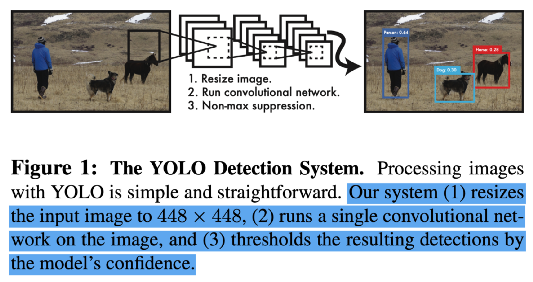 1. Resize image.
2. Run convolutional network.
3. Non-max suppression.
Person: 0.64
Horse: 0.28
Dog: 0.30
Figure 1: The YOLO Detection System. Processing images
with YOLO is simple and straightforward. Our system (1) resizes
the input image to 448 × 448, (2) runs a single convolutional net-
work on the image, and (3) thresholds the resulting detections by
the model’s confidence.